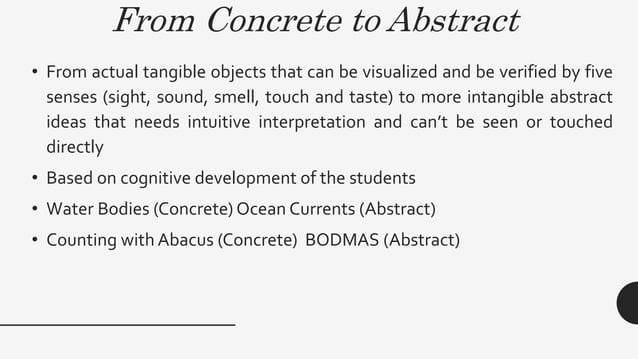 From Concrete to Abstract
• From actual tangible objects that can be visualized and be verified by five
senses (sight, sound, smell, touch and taste) to more intangible abstract
ideas that needs intuitive interpretation and can’t be seen or touched
directly
• Based on cognitive development of the students
• Water Bodies (Concrete) Ocean Currents (Abstract)
• Counting with Abacus (Concrete)  BODMAS (Abstract)